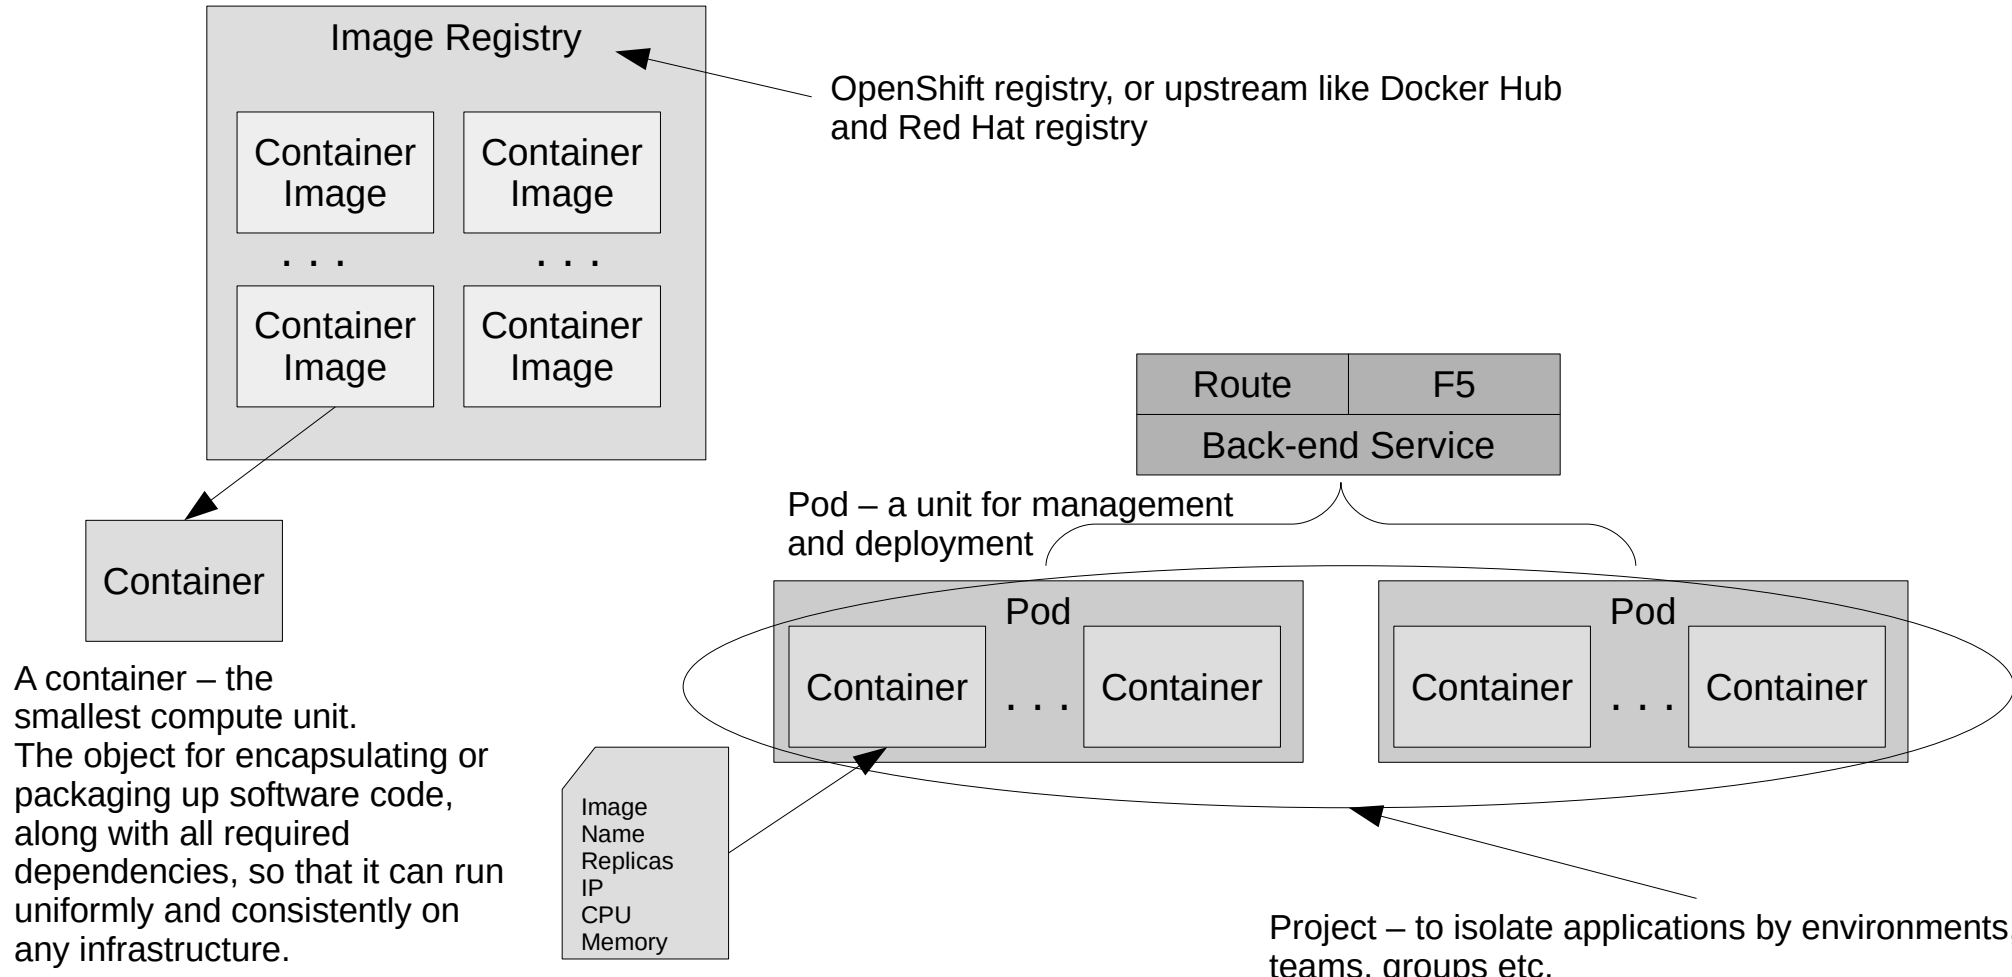 Image Registry
OpenShift registry, or upstream like Docker Hub
and Red Hat registry
Container
Image
Container
Image
. . .
. . .
Container
Image
Container
Image
Route
F5
Back-end Service
Pod – a unit for management
and deployment
Container
Pod
Container
. . .
Container
Pod
Container
. . .
Container
A container – the
smallest compute unit.
The object for encapsulating or
packaging up software code,
along with all required
dependencies, so that it can run
uniformly and consistently on
any infrastructure.
Image
Name
Replicas
IP
CPU
Memory
Project – to isolate applications by environments,
teams, groups etc.